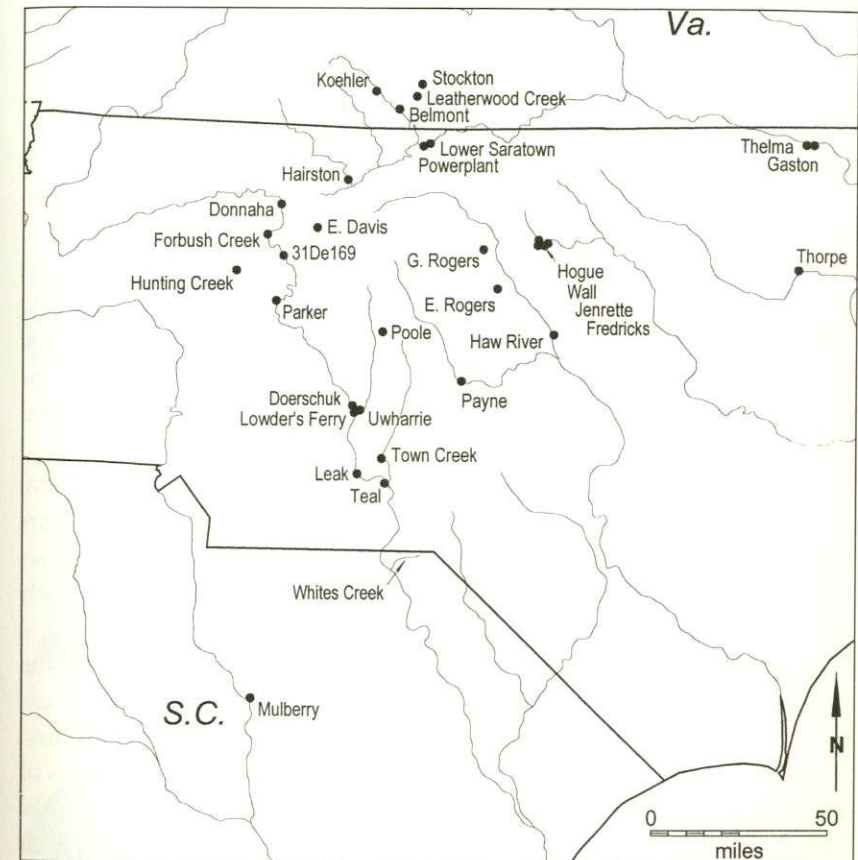 Va.
Koehler
Stockton
Leatherwood Creek
Belmont
Lower Saratown
Powerplant
Thelma
Gaston
Hairston
Donnaha
E. Davis
Forbush Creek
31De169
G. Rogers
Hogue
Wall
Jenrette
Fredricks
Thorpe
Hunting Creek
E. Rogers
Parker
Poole
Haw River
Payne
Doerschuk
Lowder's Ferry
Uwharrie
Town Creek
Leak
Teal
Whites Creek
S.C.
Mulberry
N
0 50
miles